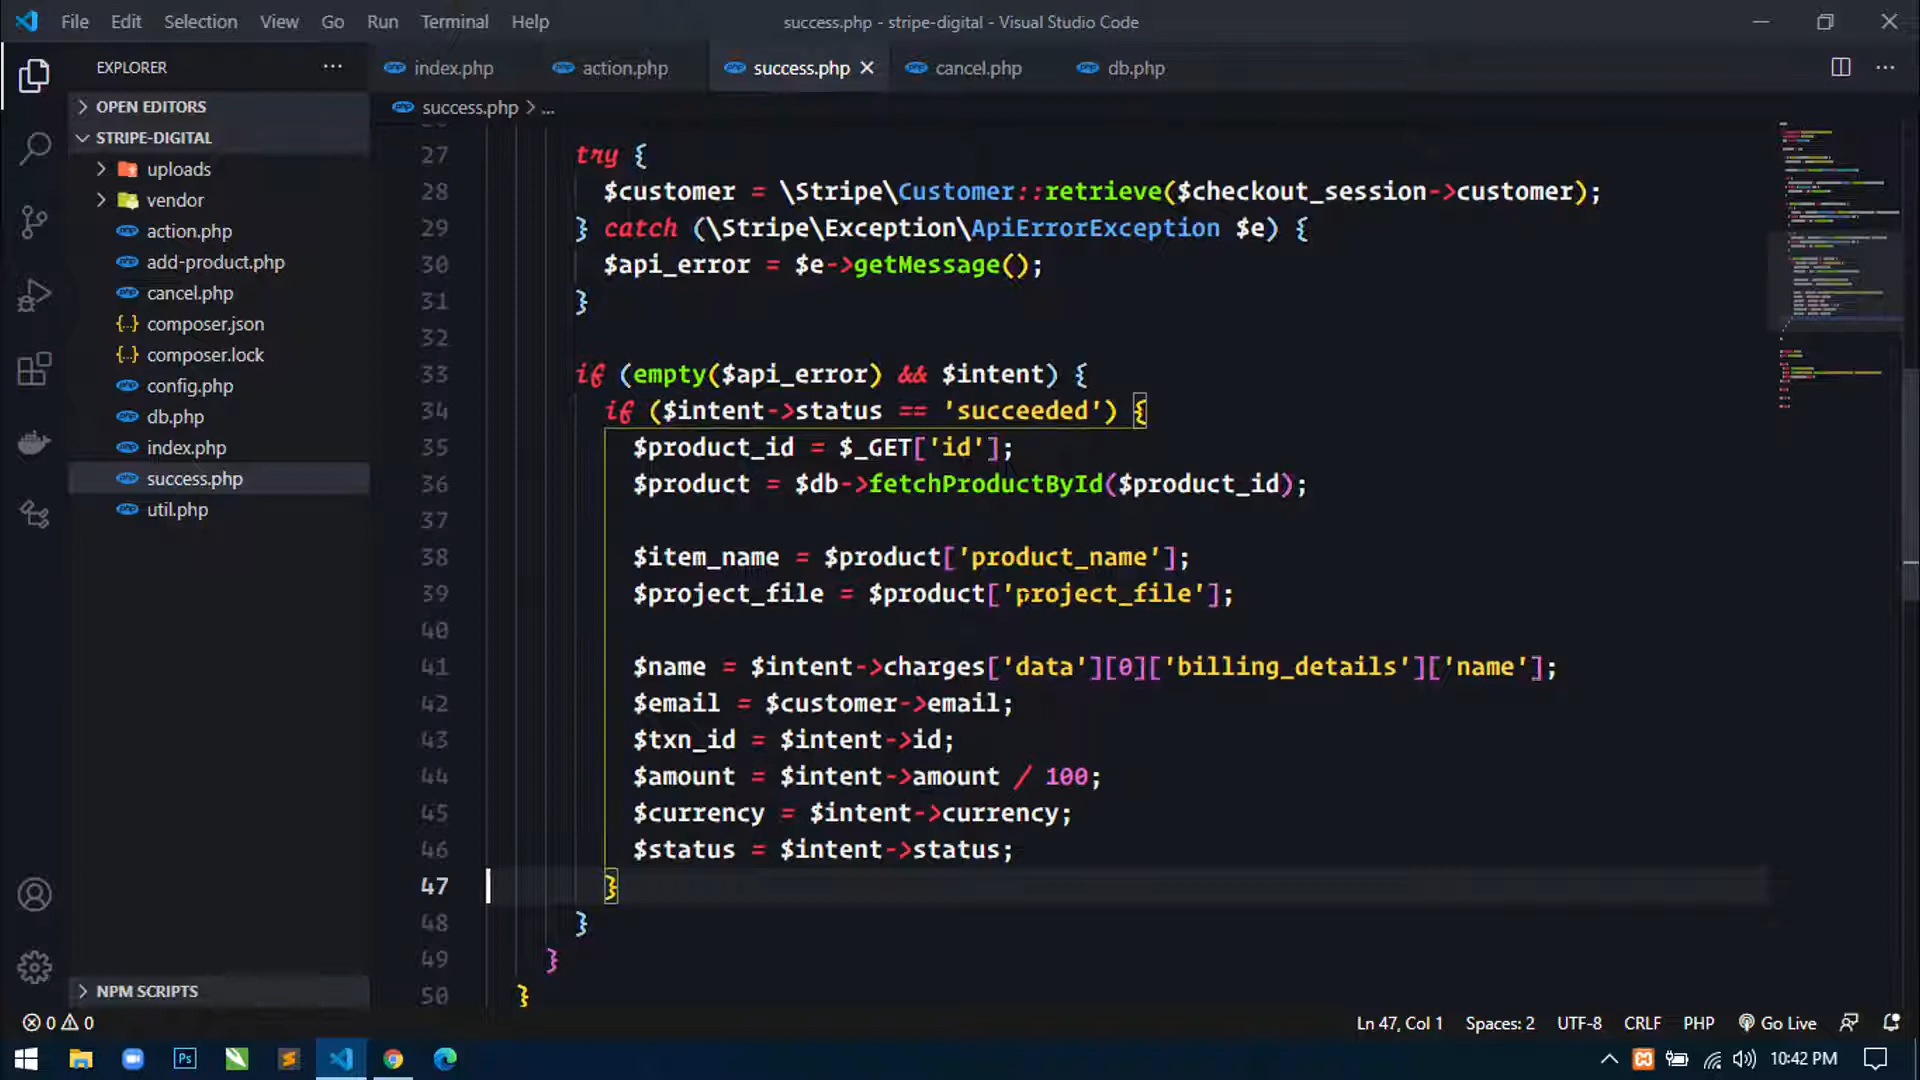 File Edit Selection View Go Run Terminal Help
success.php - stripe-digital - Visual Studio Code
EXPLORER
OPEN EDITORS
STRIPE-DIGITAL
uploads
vendor
action.php
add-product.php
cancel.php
composer.json
composer.lock
config.php
db.php
index.php
success.php
util.php
NPM SCRIPTS
index.php action.php success.php cancel.php db.php
success.php > ...
27 try {
28 $customer = \Stripe\Customer::retrieve($checkout_session->customer);
29 } catch (\Stripe\Exception\ApiErrorException $e) {
30 $api_error = $e->getMessage();
31 }
32
33 if (empty($api_error) && $intent) {
34 if ($intent->status == 'succeeded') {
35 $product_id = $_GET['id'];
36 $product = $db->fetchProductById($product_id);
37
38 $item_name = $product['product_name'];
39 $project_file = $product['project_file'];
40
41 $name = $intent->charges['data'][0]['billing_details']['name'];
42 $email = $customer->email;
43 $txn_id = $intent->id;
44 $amount = $intent->amount / 100;
45 $currency = $intent->currency;
46 $status = $intent->status;
47 }
48 }
49 }
50 }
0 0
Ln 47, Col 1 Spaces: 2 UTF-8 CRLF PHP Go Live
Ps
10:42 PM